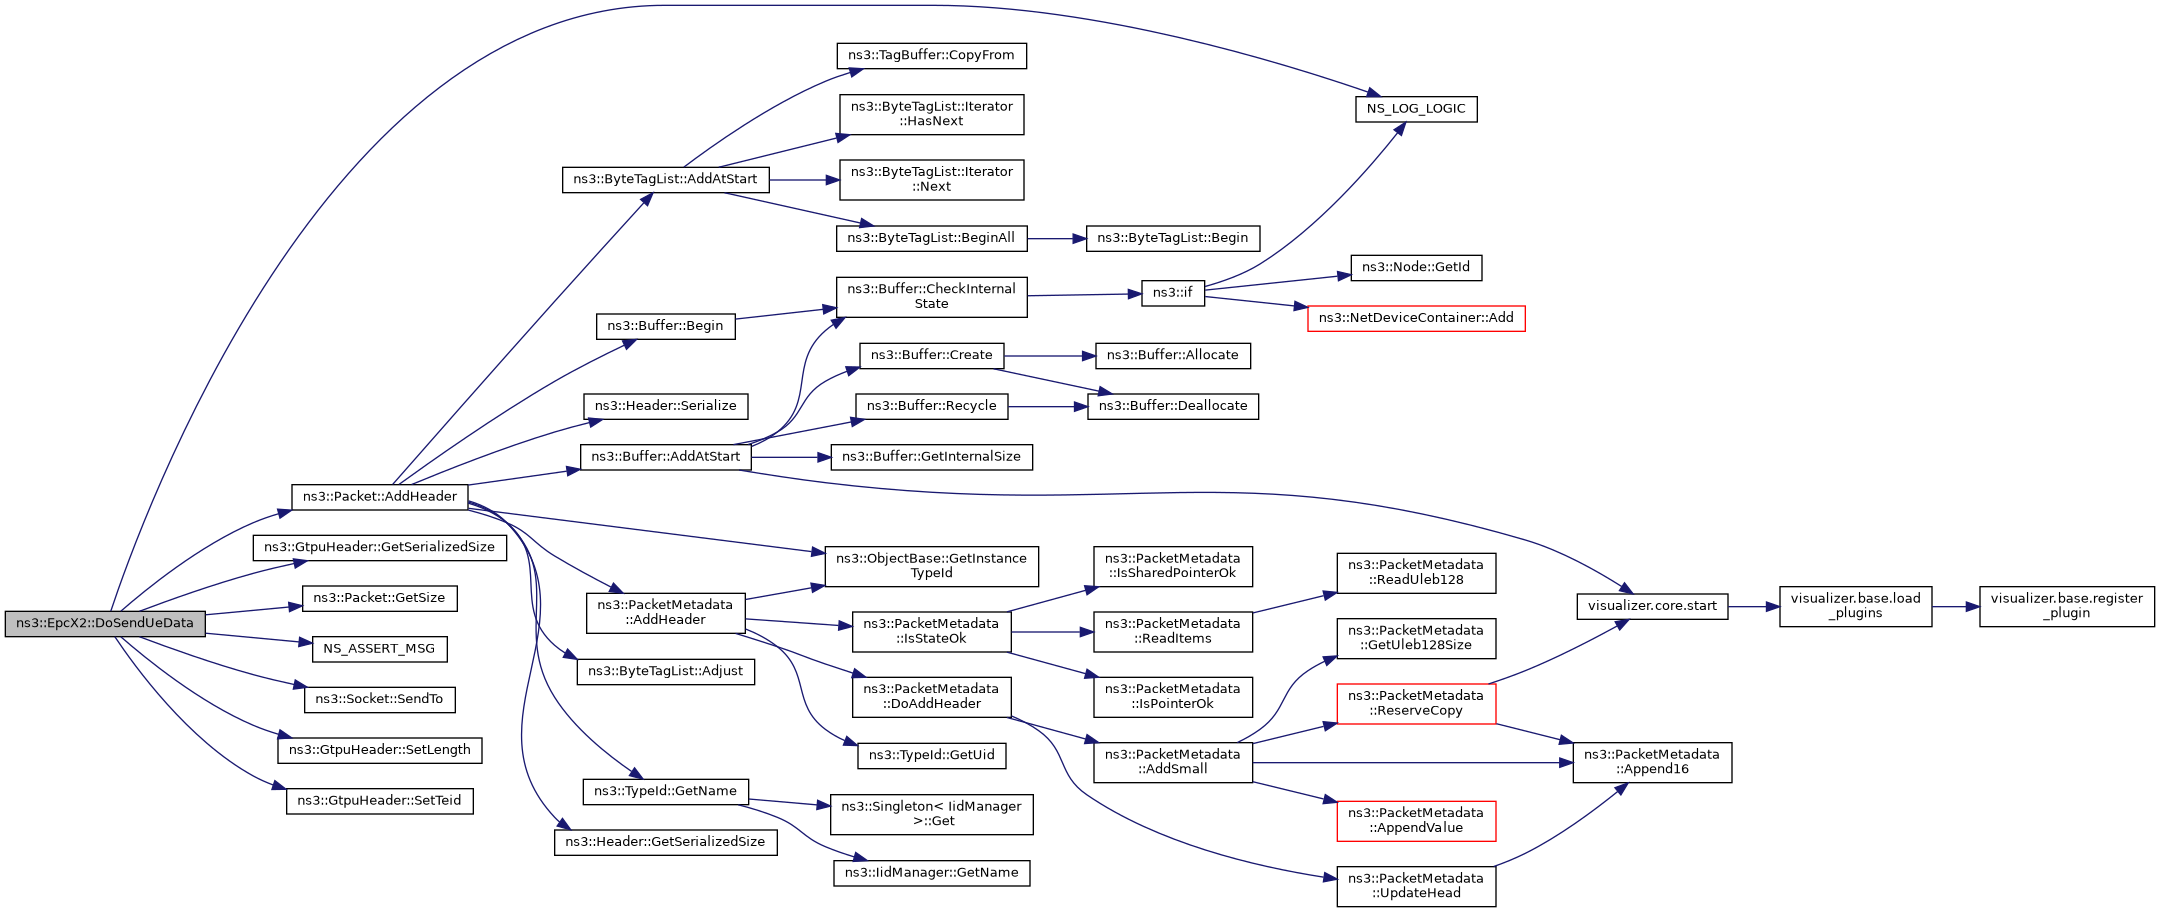 ns3::TagBuffer::CopyFrom
ns3::ByteTagList::Iterator
::HasNext
NS_LOG_LOGIC
ns3::ByteTagList::AddAtStart
ns3::ByteTagList::Iterator
::Next
ns3::ByteTagList::BeginAll
ns3::ByteTagList::Begin
ns3::Node::GetId
ns3::Buffer::CheckInternal
State
ns3::if
ns3::NetDeviceContainer::Add
ns3::Buffer::Begin
ns3::Buffer::Create
ns3::Buffer::Allocate
ns3::Header::Serialize
ns3::Buffer::Recycle
ns3::Buffer::Deallocate
ns3::Buffer::AddAtStart
ns3::Buffer::GetInternalSize
ns3::Packet::AddHeader
ns3::GtpuHeader::GetSerializedSize
ns3::ObjectBase::GetInstance
TypeId
ns3::PacketMetadata
::IsSharedPointerOk
ns3::PacketMetadata
::ReadUleb128
ns3::Packet::GetSize
ns3::PacketMetadata
::AddHeader
visualizer.core.start
visualizer.base.load
_plugins
visualizer.base.register
_plugin
ns3::EpcX2::DoSendUeData
ns3::PacketMetadata
::IsStateOk
ns3::PacketMetadata
::ReadItems
ns3::PacketMetadata
::GetUleb128Size
NS_ASSERT_MSG
ns3::ByteTagList::Adjust
ns3::Socket::SendTo
ns3::PacketMetadata
::DoAddHeader
ns3::PacketMetadata
::IsPointerOk
ns3::PacketMetadata
::ReserveCopy
ns3::GtpuHeader::SetLength
ns3::TypeId::GetUid
ns3::PacketMetadata
::AddSmall
ns3::PacketMetadata
::Append16
ns3::TypeId::GetName
ns3::GtpuHeader::SetTeid
ns3::Singleton< IidManager
>::Get
ns3::PacketMetadata
::AppendValue
ns3::Header::GetSerializedSize
ns3::IidManager::GetName
ns3::PacketMetadata
::UpdateHead